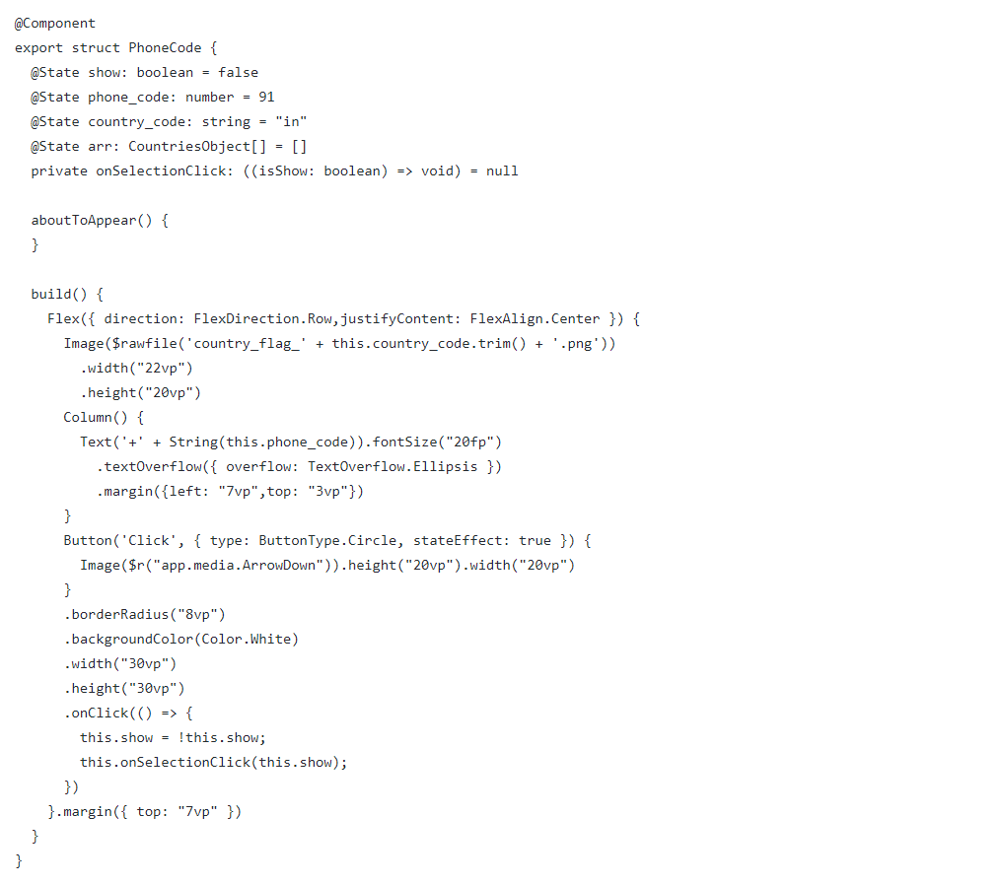 @Component
export struct PhoneCode {
  @State show: boolean = false
  @State phone_code: number = 91
  @State country_code: string = "in"
  @State arr: CountriesObject[] = []
  private onSelectionClick: ((isShow: boolean) => void) = null

  aboutToAppear() {
  }

  build() {
    Flex({ direction: FlexDirection.Row,justifyContent: FlexAlign.Center }) {
      Image($rawfile('country_flag_' + this.country_code.trim() + '.png'))
        .width("22vp")
        .height("20vp")
      Column() {
        Text('+' + String(this.phone_code)).fontSize("20fp")
          .textOverflow({ overflow: TextOverflow.Ellipsis })
          .margin({left: "7vp",top: "3vp"})
      }
      Button('Click', { type: ButtonType.Circle, stateEffect: true }) {
        Image($r("app.media.ArrowDown")).height("20vp").width("20vp")
      }
      .borderRadius("8vp")
      .backgroundColor(Color.White)
      .width("30vp")
      .height("30vp")
      .onClick(() => {
        this.show = !this.show;
        this.onSelectionClick(this.show);
      })
    }.margin({ top: "7vp" })
  }
}